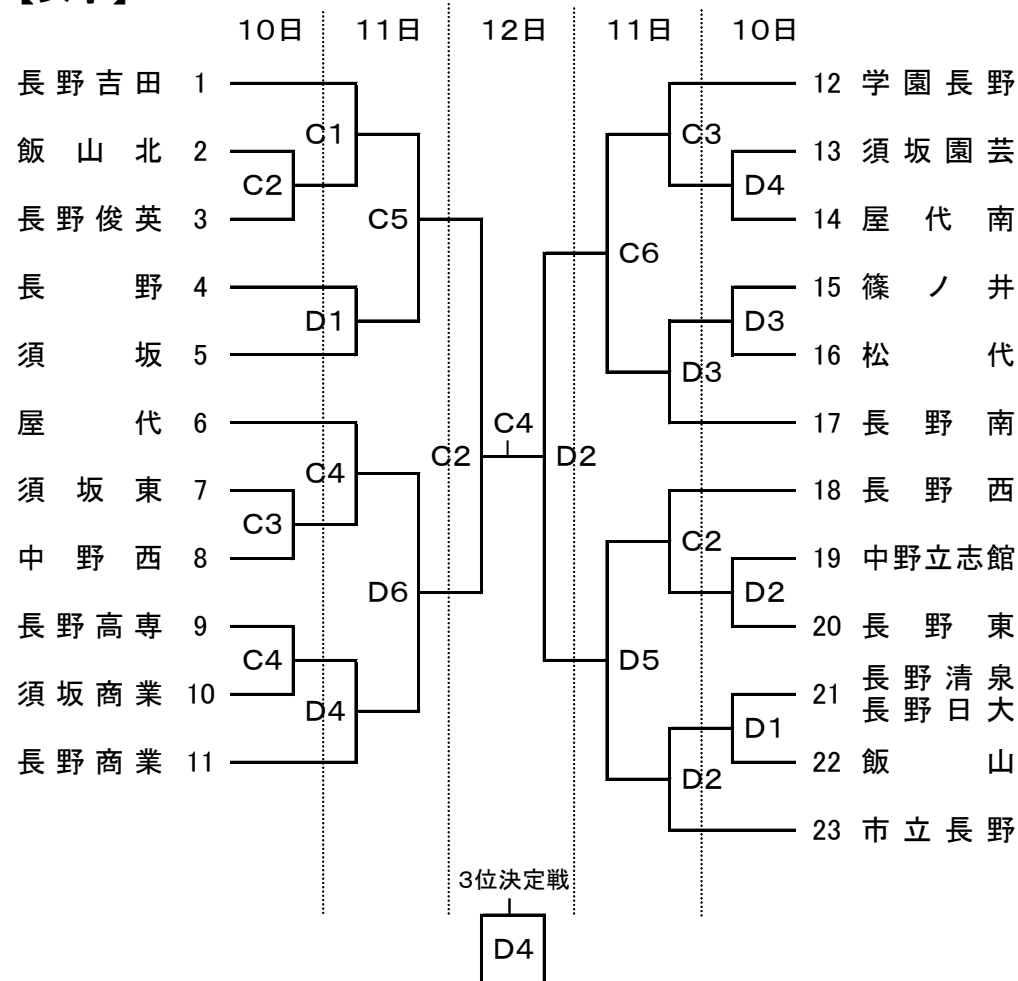 10日 11日 12日 11日 10日
長野吉田 1
飯山北 2
長野俊英 3
長野 4
須坂 5
屋代 6
須坂東 7
中野西 8
長野高専 9
須坂商業 10
長野商業 11
C1
C2
C5
D1
C4
C3
D6
C4
D4
C2
C4
D2
C3
D4
C6
D3
D3
C2
D2
D5
D1
D2
12 学園長野
13 須坂園芸
14 屋代南
15 篠ノ井
16 松代
17 長野南
18 長野西
19 中野立志館
20 長野東
21 長野清泉
長野日大
22 飯山
23 市立長野
3位決定戦
D4